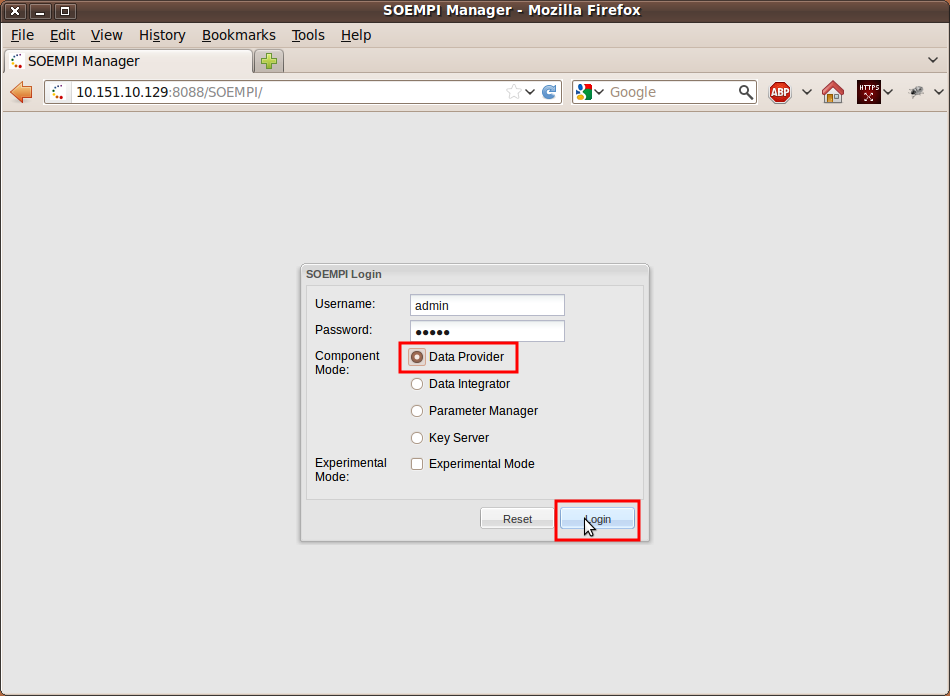 SOEMPI Manager - Mozilla Firefox
File Edit View History Bookmarks Tools Help
SOEMPI Manager
10.151.10.129:8088/SOEMPI/ Google ABP HTTPS
SOEMPI Login
Username: admin
Password: ●●●●●
Component Mode: Data Provider
Data Integrator
Parameter Manager
Key Server
Experimental Mode: Experimental Mode
Reset Login